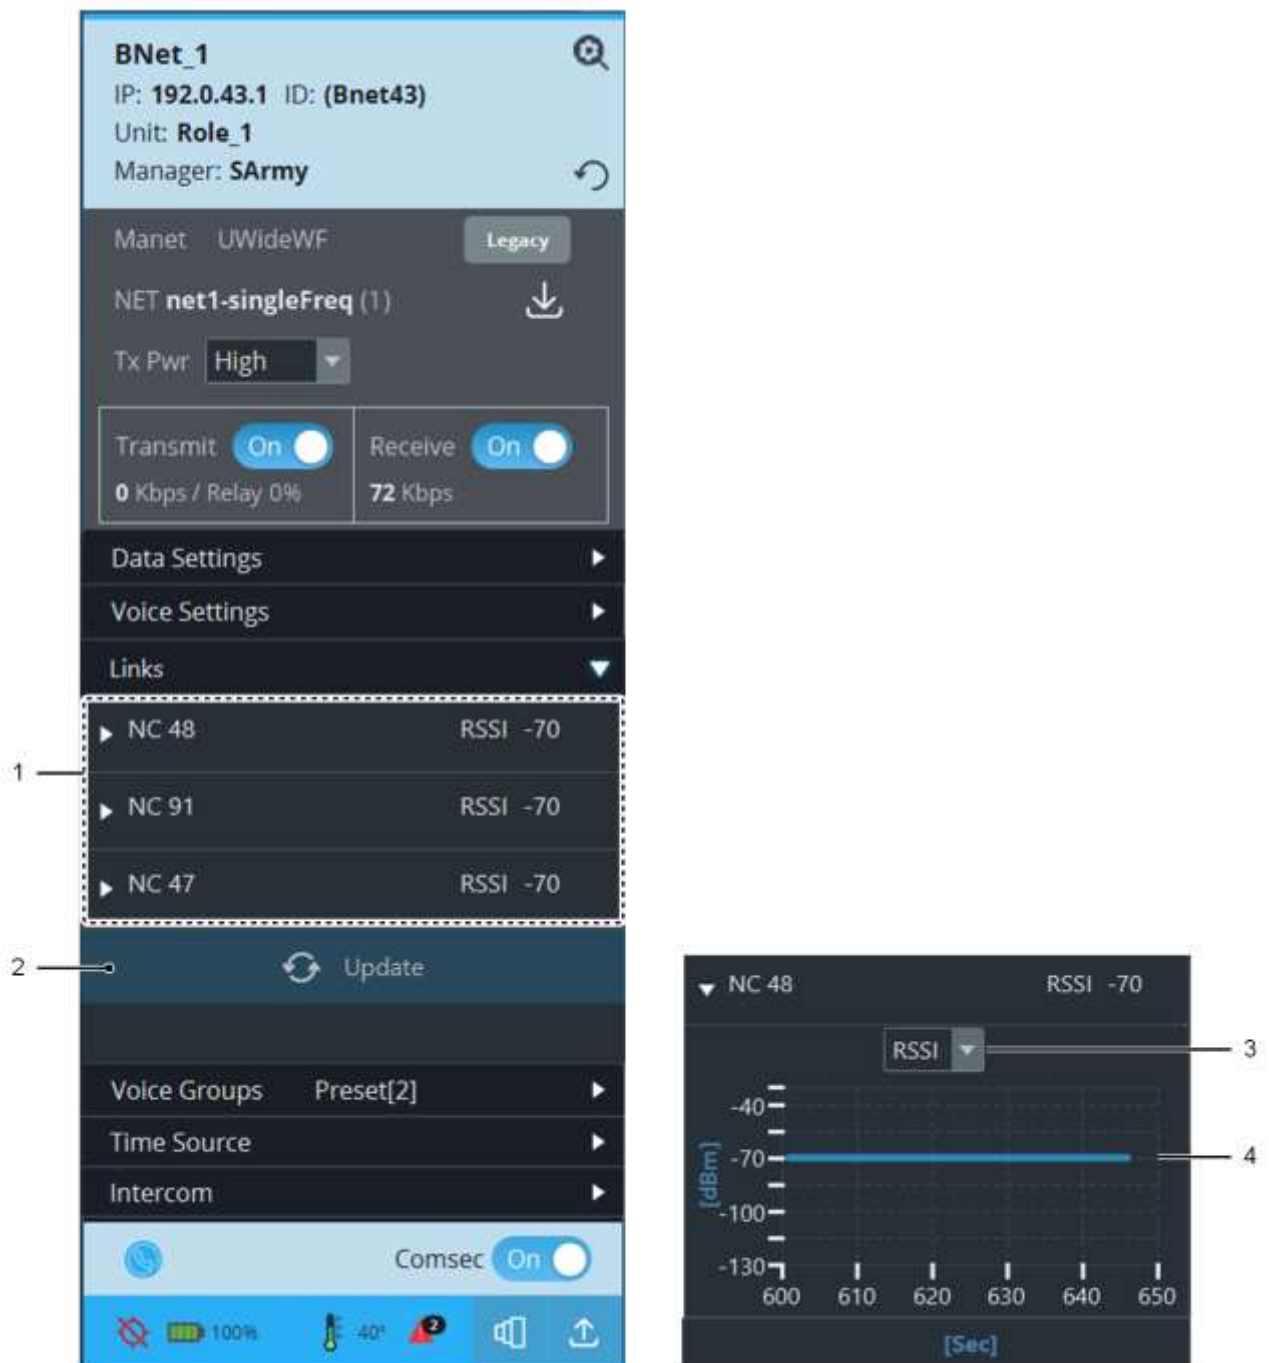 BNet_1
IP: 192.0.43.1 ID: (Bnet43)
Unit: Role_1
Manager: SArmy
Manet UWideWF Legacy
NET net1-singleFreq (1)
Tx Pwr High
Transmit On Receive On
0 Kbps / Relay 0% 72 Kbps
Data Settings
Voice Settings
Links
NC 48 RSSI -70
1
NC 91 RSSI -70
NC 47 RSSI -70
2 Update
Voice Groups Preset[2]
Time Source
Intercom
Comsec On
100% 40° 2
NC 48 RSSI -70
RSSI 3
-40
-70 4
[dBm]
-100
-130
600 610 620 630 640 650
[Sec]